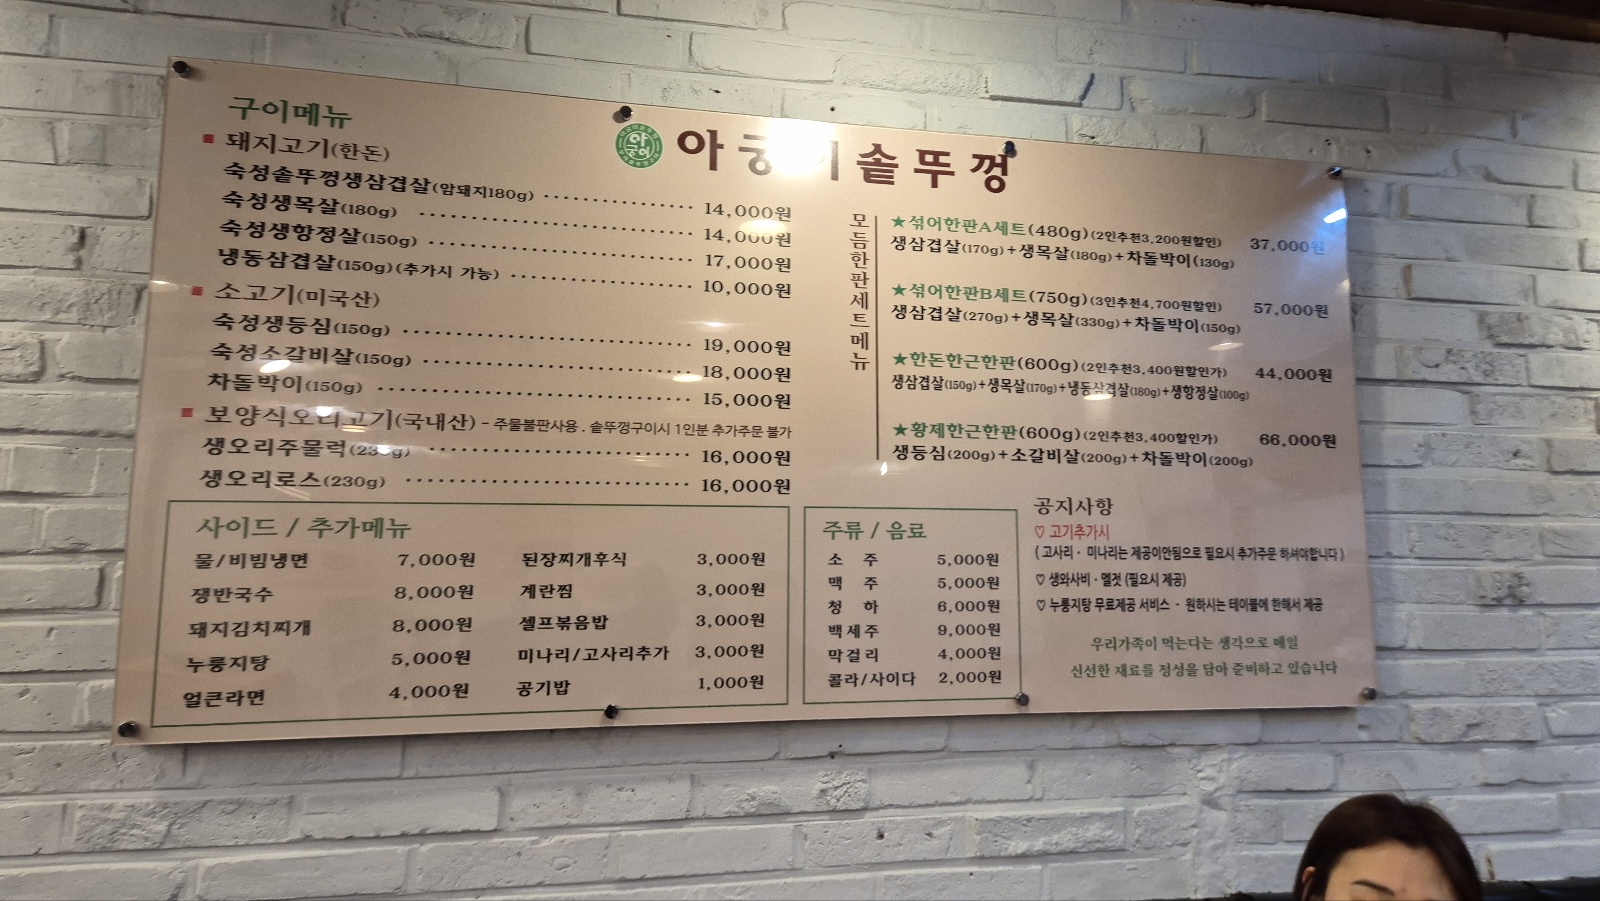 구이메뉴
아궁이솥뚜껑
돼지고기(한돈)
숙성솥뚜껑생삼겹살(암돼지180g) 14,000원
숙성생목살(180g) 14,000원
숙성생항정살(150g) 17,000원
냉동삼겹살(150g)(추가시 가능) 10,000원
소고기(미국산)
숙성생등심(150g) 19,000원
숙성소갈비살(150g) 18,000원
차돌박이(150g) 15,000원
보양식오리고기(국내산) - 주물불판사용 . 솥뚜껑구이시 1인분 추가주문 불가
생오리주물럭(230g) 16,000원
생오리로스(230g) 16,000원
모둠한판세트메뉴
★섞어한판A세트(480g)(2인추천3,200원할인) 37,000원
생삼겹살(170g)+생목살(180g)+차돌박이(130g)
★섞어한판B세트(750g)(3인추천4,700원할인) 57,000원
생삼겹살(270g)+생목살(330g)+차돌박이(150g)
★한돈한근한판(600g)(2인추천3,400원할인가) 44,000원
생삼겹살(150g)+생목살(170g)+냉동삼겹살(180g)+생항정살(100g)
★황제한근한판(600g)(2인추천3,400할인가) 66,000원
생등심(200g)+소갈비살(200g)+차돌박이(200g)
사이드 / 추가메뉴
물/비빔냉면 7,000원 된장찌개후식 3,000원
쟁반국수 8,000원 계란찜 3,000원
돼지김치찌개 8,000원 셀프볶음밥 3,000원
누룽지탕 5,000원 미나리/고사리추가 3,000원
얼큰라면 4,000원 공기밥 1,000원
주류 / 음료
소 주 5,000원
맥 주 5,000원
청 하 6,000원
백세주 9,000원
막걸리 4,000원
콜라/사이다 2,000원
공지사항
♡ 고기추가시
( 고사리 · 미나리는 제공이안됨으로 필요시 추가주문 하셔야합니다 )
♡ 생와사비 · 멜젓 (필요시 제공)
♡ 누룽지탕 무료제공 서비스 - 원하시는 테이블에 한해서 제공
우리가족이 먹는다는 생각으로 매일
신선한 재료를 정성을 담아 준비하고 있습니다